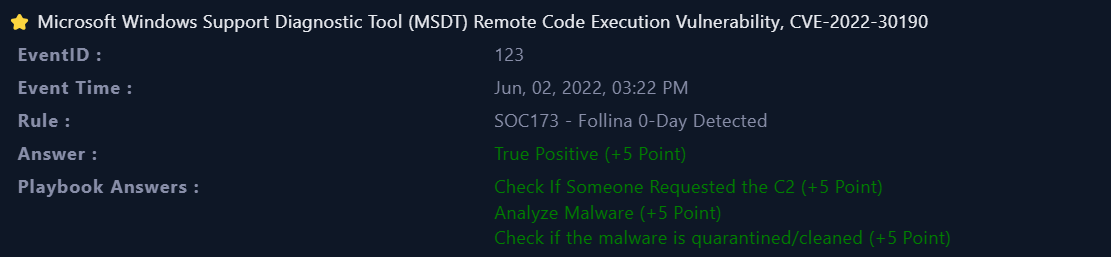 Microsoft Windows Support Diagnostic Tool (MSDT) Remote Code Execution Vulnerability, CVE-2022-30190
EventID : 123
Event Time : Jun, 02, 2022, 03:22 PM
Rule : SOC173 - Follina 0-Day Detected
Answer : True Positive (+5 Point)
Playbook Answers : Check If Someone Requested the C2 (+5 Point)
Analyze Malware (+5 Point)
Check if the malware is quarantined/cleaned (+5 Point)